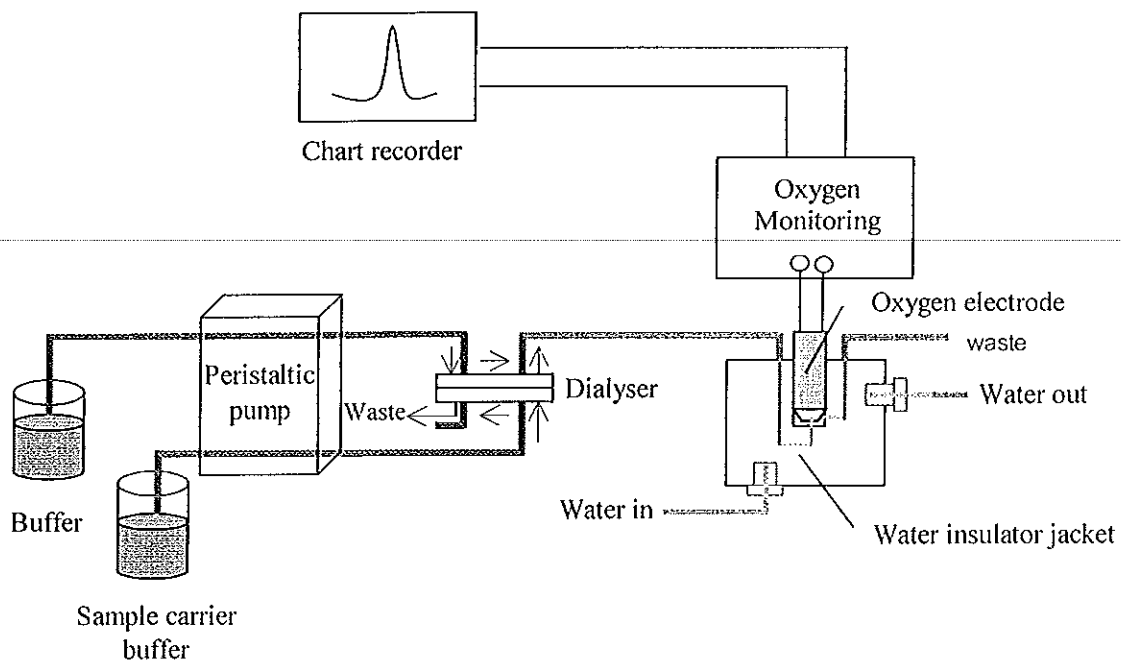 Chart recorder
Oxygen
Monitoring
Oxygen electrode
waste
Peristaltic
pump
Dialyser
Waste
Water out
Buffer
Water in
Water insulator jacket
Sample carrier
buffer